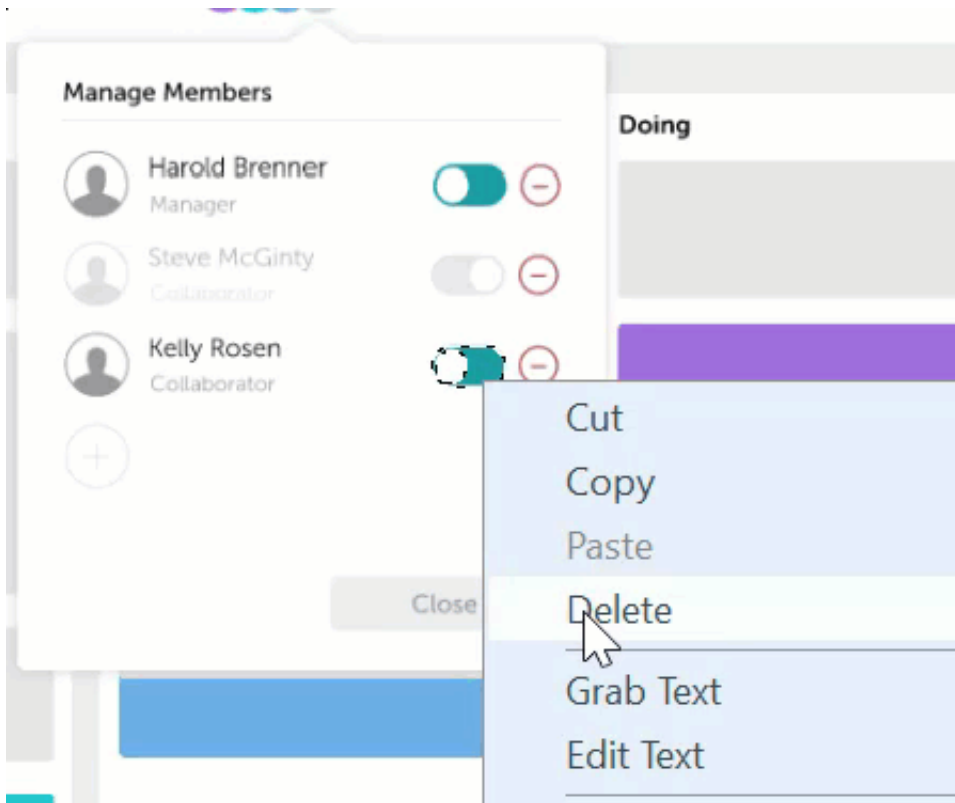 Manage Members
Doing
Harold Brenner
Manager
Steve McGinty
Collaborator
Kelly Rosen
Collaborator
Close
Cut
Copy
Paste
Delete
Grab Text
Edit Text